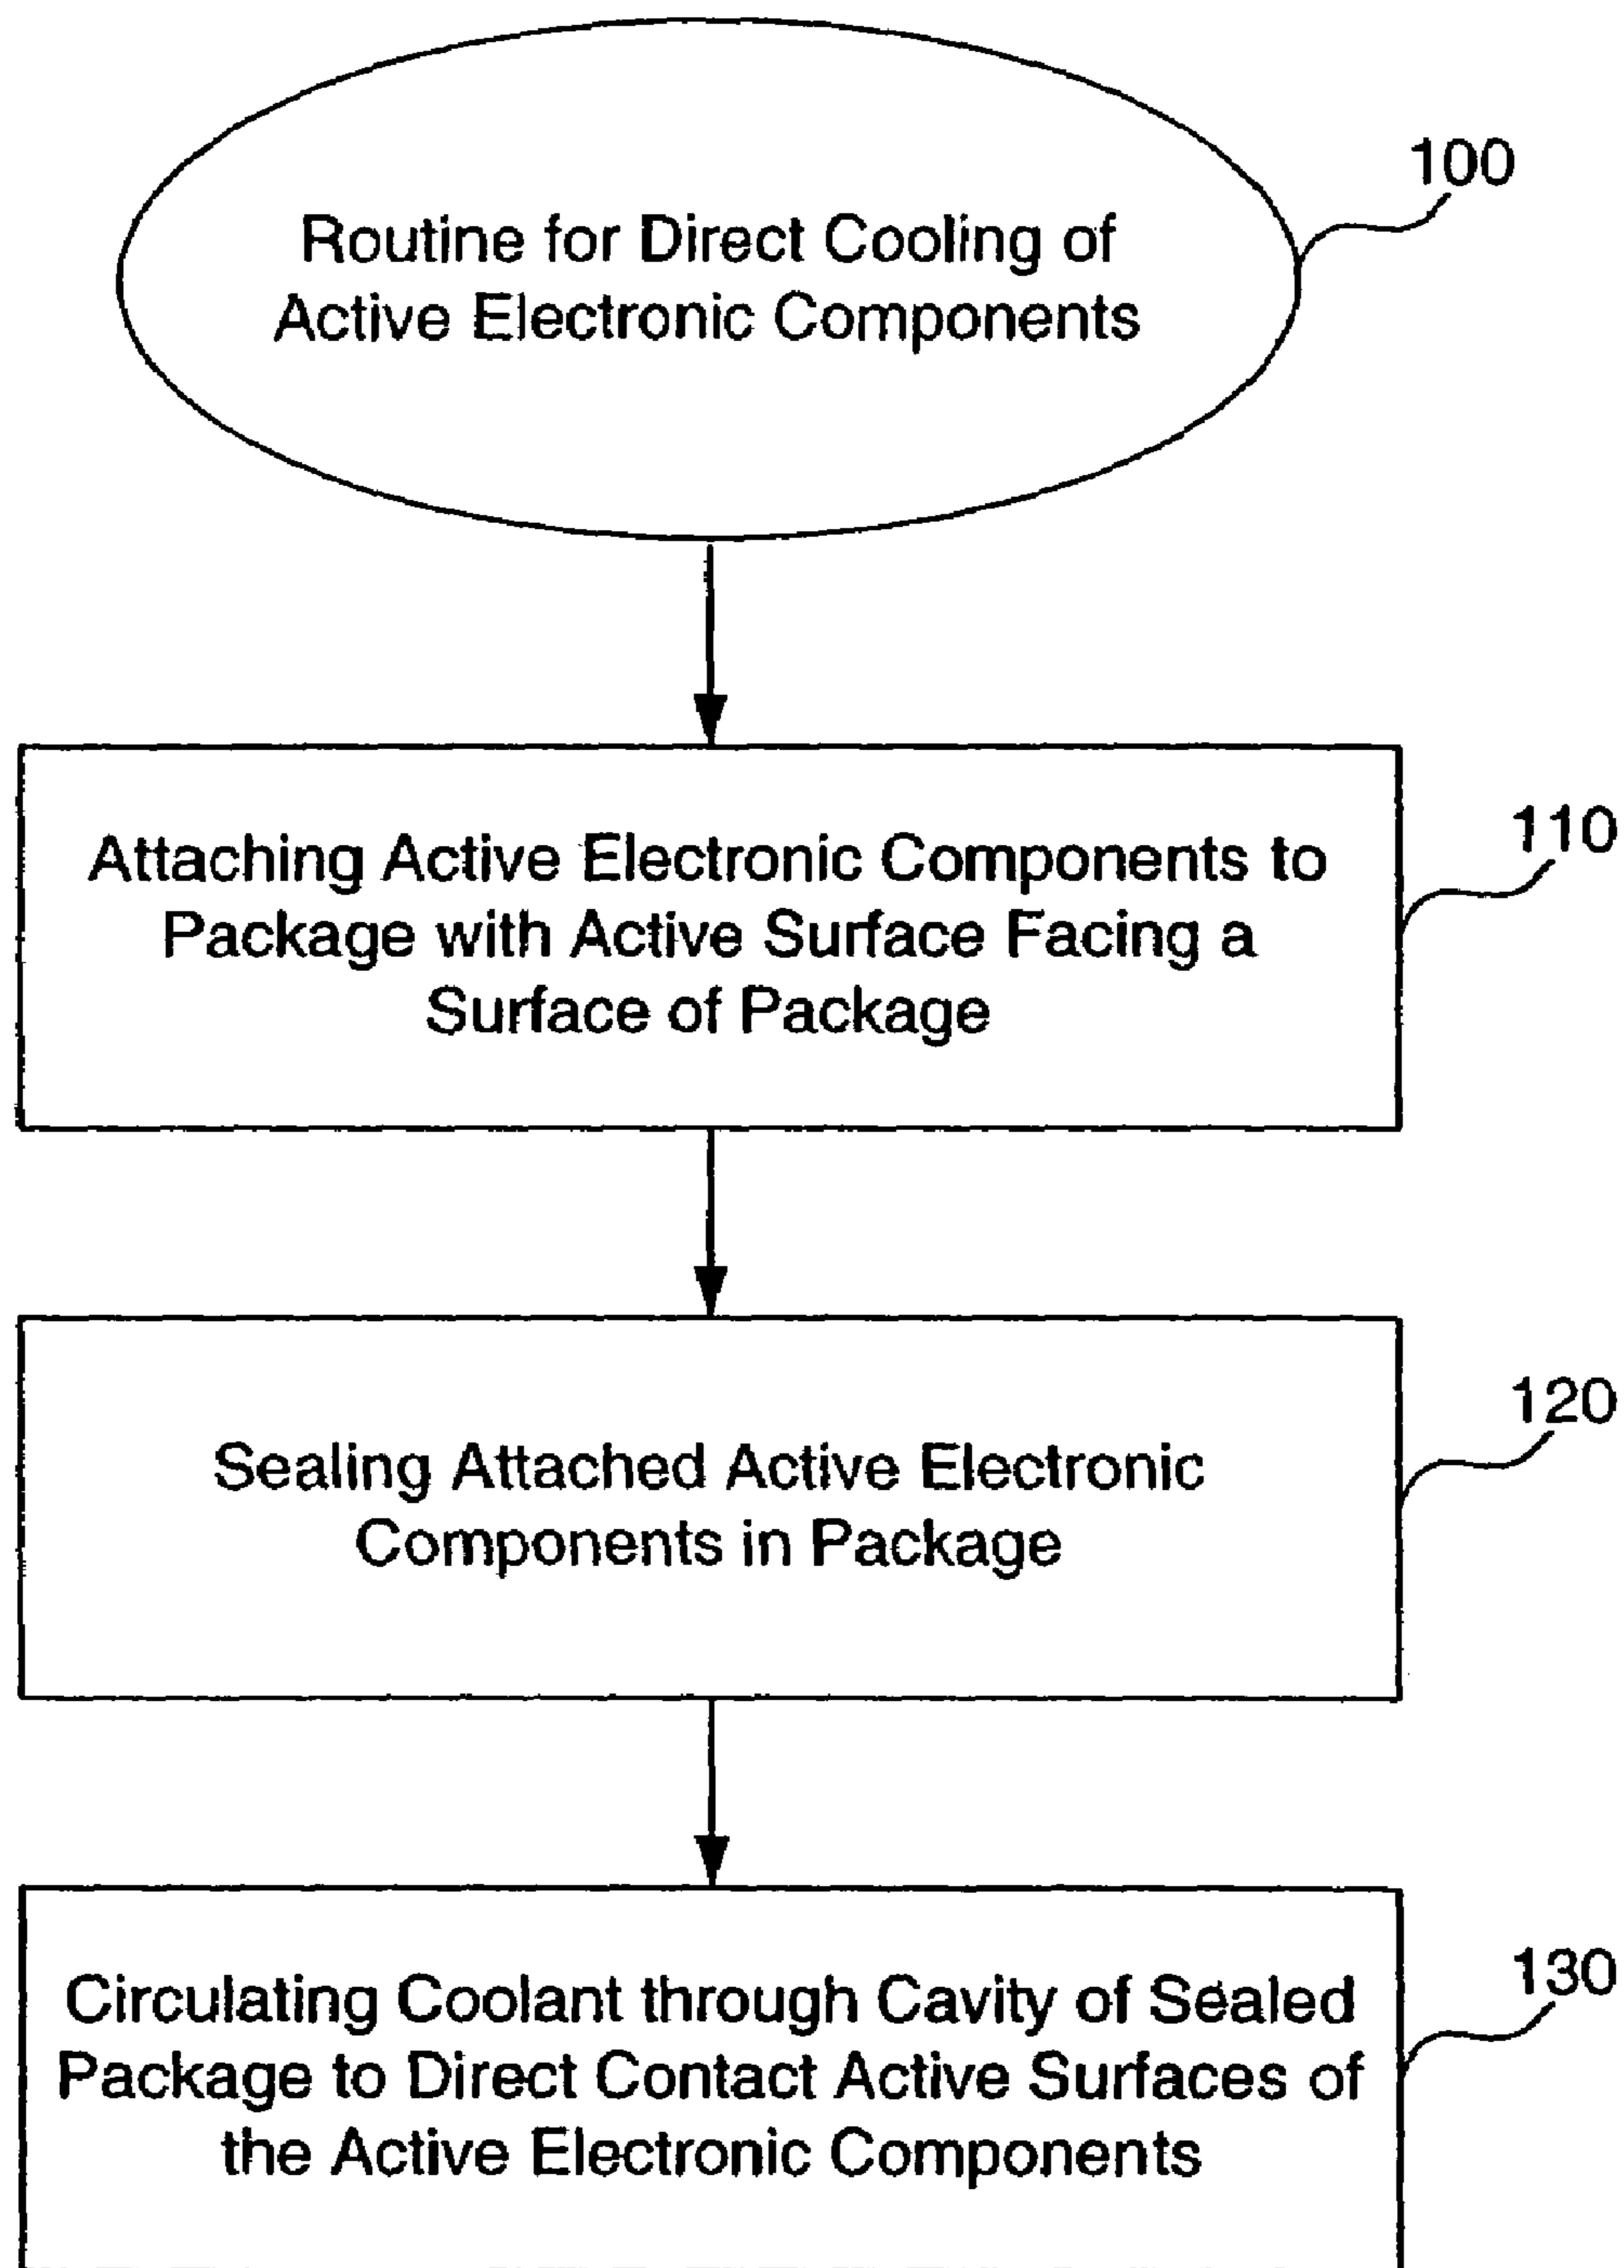 100
Routine for Direct Cooling of
Active Electronic Components
110
Attaching Active Electronic Components to
Package with Active Surface Facing a
Surface of Package
120
Sealing Attached Active Electronic
Components in Package
130
Circulating Coolant through Cavity of Sealed
Package to Direct Contact Active Surfaces of
the Active Electronic Components